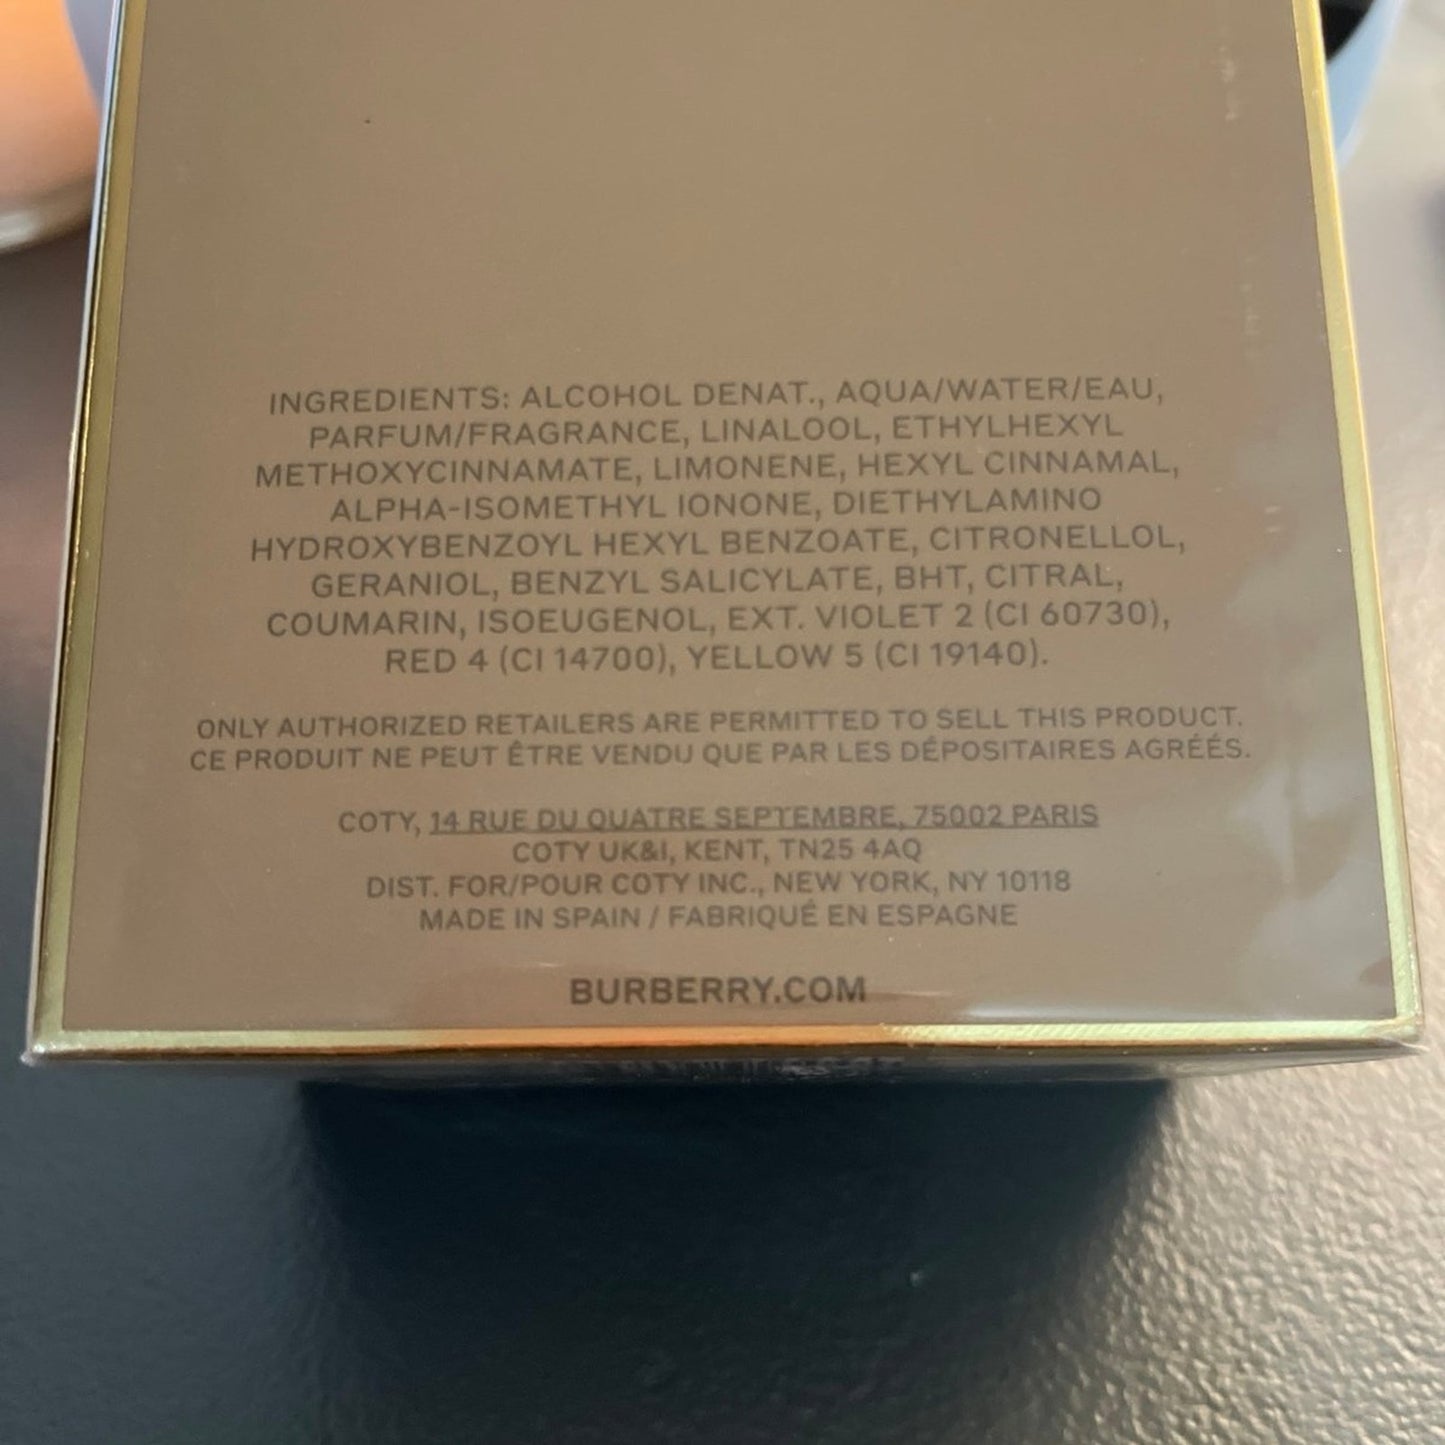 INGREDIENTS: ALCOHOL DENAT., AQUA/WATER/EAU,
PARFUM/FRAGRANCE, LINALOOL, ETHYLHEXYL
METHOXYCINNAMATE, LIMONENE, HEXYL CINNAMAL,
ALPHA-ISOMETHYL IONONE, DIETHYLAMINO
HYDROXYBENZOYL HEXYL BENZOATE, CITRONELLOL,
GERANIOL, BENZYL SALICYLATE, BHT, CITRAL,
COUMARIN, ISOEUGENOL, EXT. VIOLET 2 (CI 60730),
RED 4 (CI 14700), YELLOW 5 (CI 19140).
ONLY AUTHORIZED RETAILERS ARE PERMITTED TO SELL THIS PRODUCT.
CE PRODUIT NE PEUT ÊTRE VENDU QUE PAR LES DÉPOSITAIRES AGRÉÉS.
COTY, 14 RUE DU QUATRE SEPTEMBRE, 75002 PARIS
COTY UK&I, KENT, TN25 4AQ
DIST. FOR/POUR COTY INC., NEW YORK, NY 10118
MADE IN SPAIN / FABRIQUÉ EN ESPAGNE
BURBERRY.COM